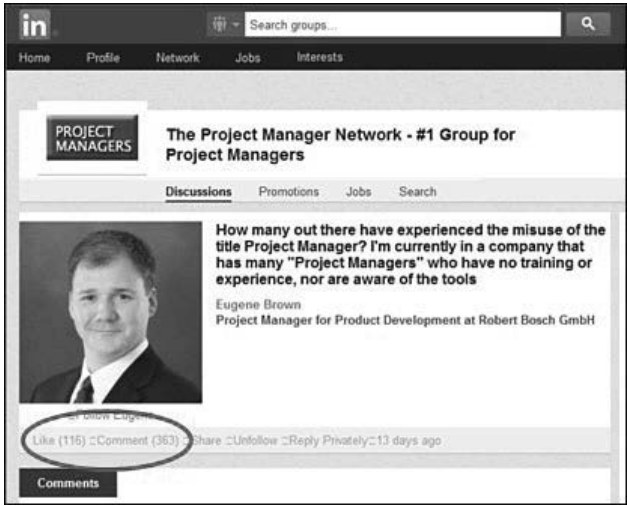 in
Search groups...
Home Profile Network Jobs Interests
PROJECT
MANAGERS
The Project Manager Network - #1 Group for
Project Managers
Discussions Promotions Jobs Search
How many out there have experienced the misuse of the
title Project Manager? I'm currently in a company that
has many "Project Managers" who have no training or
experience, nor are aware of the tools
Eugene Brown
Project Manager for Product Development at Robert Bosch GmbH
Follow Eugene
Like (116) Comment (363) Share Unfollow Reply Privately 13 days ago
Comments